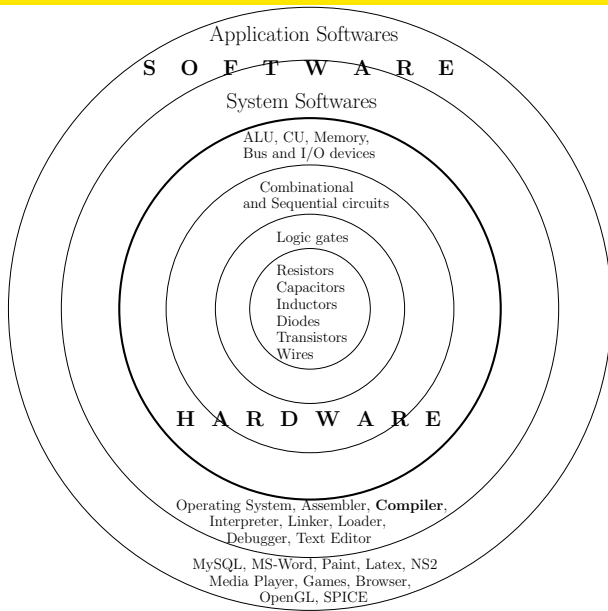 Application Softwares
S O F T W A R E
System Softwares
ALU, CU, Memory,
Bus and I/O devices
Combinational
and Sequential circuits
Logic gates
Resistors
Capacitors
Inductors
Diodes
Transistors
Wires
H A R D W A R E
Operating System, Assembler, Compiler,
Interpreter, Linker, Loader,
Debugger, Text Editor
MySQL, MS-Word, Paint, Latex, NS2
Media Player, Games, Browser,
OpenGL, SPICE